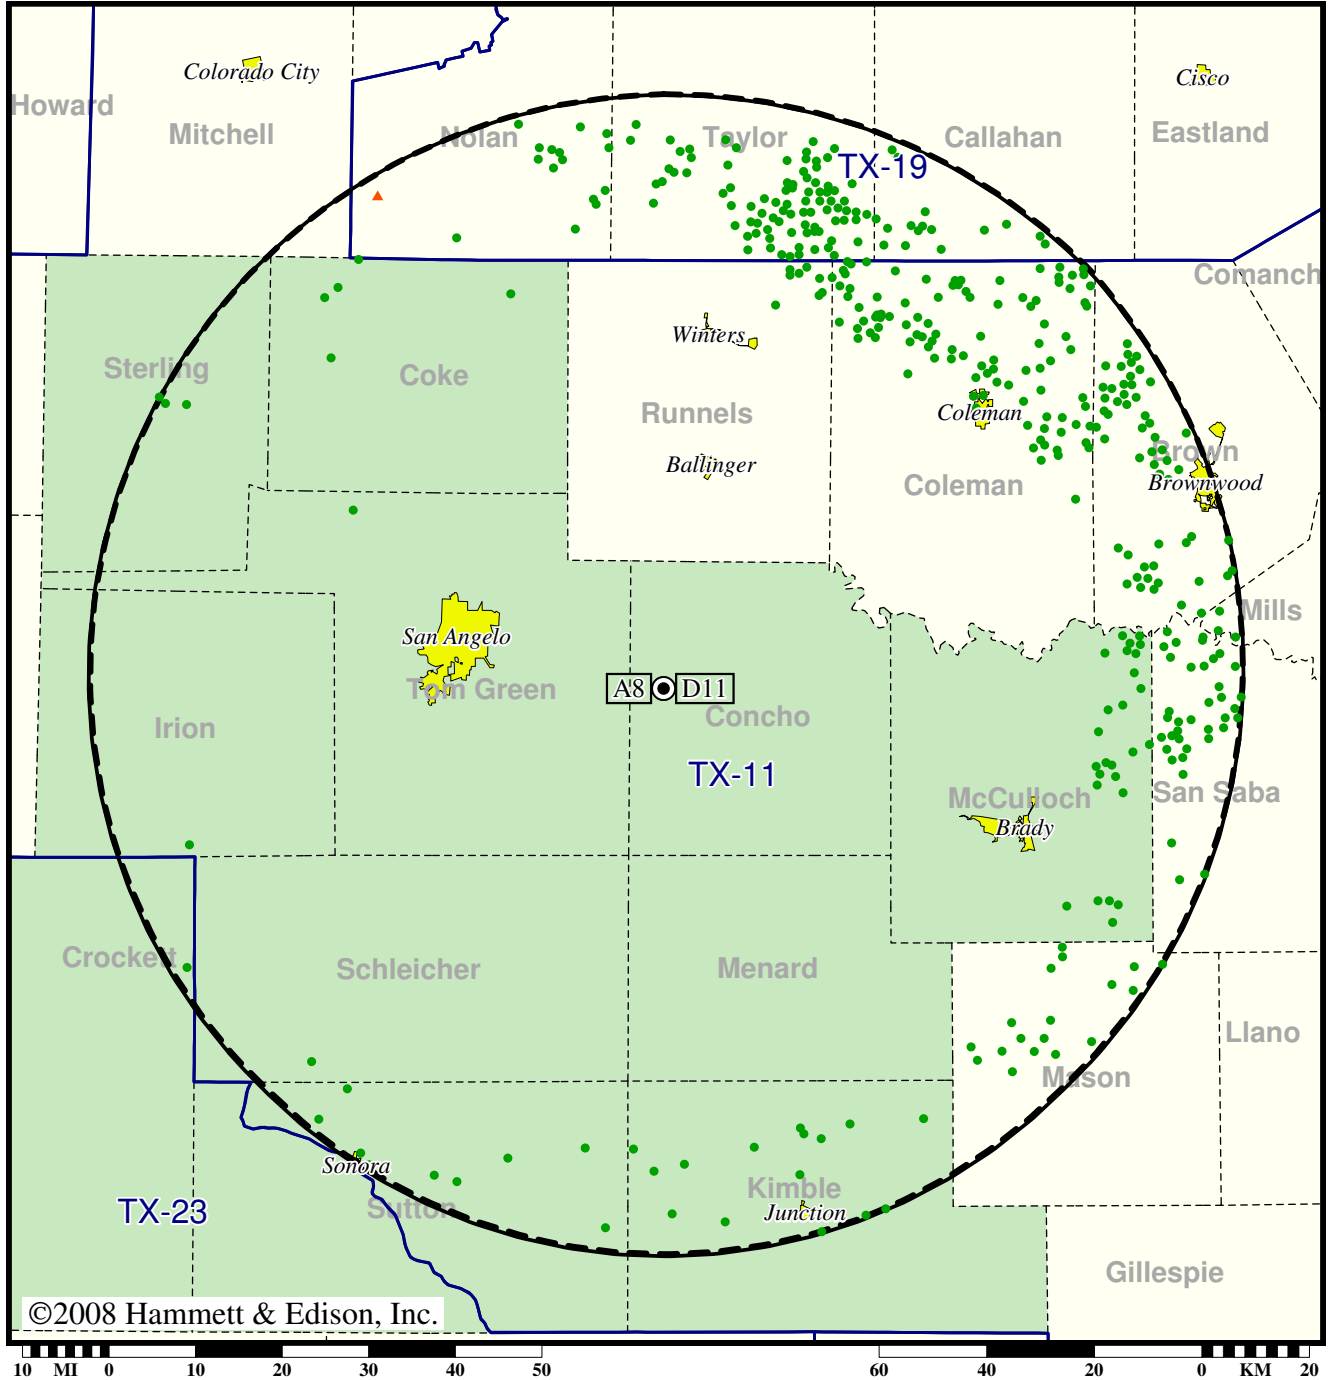 Colorado City
Cisco
Howard
Mitchell
Nolan
Taylor
Callahan
Eastland
TX-19
Comanch
Winters
Sterling
Coke
Runnels
Coleman
Ballinger
Coleman
Brown
Brownwood
San Angelo
Mills
Tom Green
A8
D11
Concho
Irion
TX-11
McCulloch
San Saba
Brady
Crockett
Schleicher
Menard
Llano
Mason
Sonora
Kimble
Sutton
Junction
TX-23
Gillespie
©2008 Hammett & Edison, Inc.
10 MI 0 10 20 30 40 50
60 40 20 0 KM 20